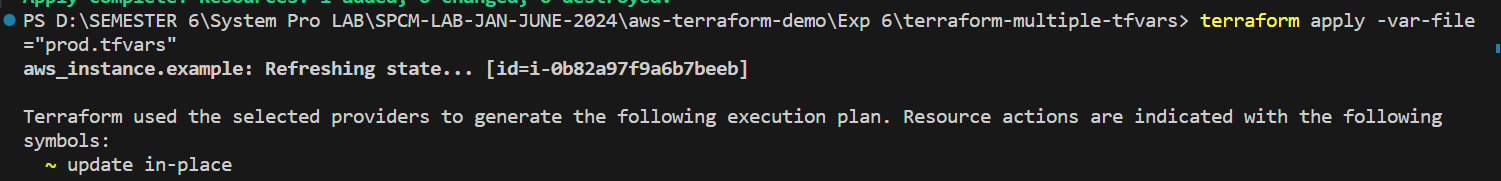 Apply complete! Resources: 1 added, 0 changed, 0 destroyed.
PS D:\SEMESTER 6\System Pro LAB\SPCM-LAB-JAN-JUNE-2024\aws-terraform-demo\Exp 6\terraform-multiple-tfvars> terraform apply -var-file
="prod.tfvars"
aws_instance.example: Refreshing state... [id=i-0b82a97f9a6b7beeb]
Terraform used the selected providers to generate the following execution plan. Resource actions are indicated with the following
symbols:
~ update in-place